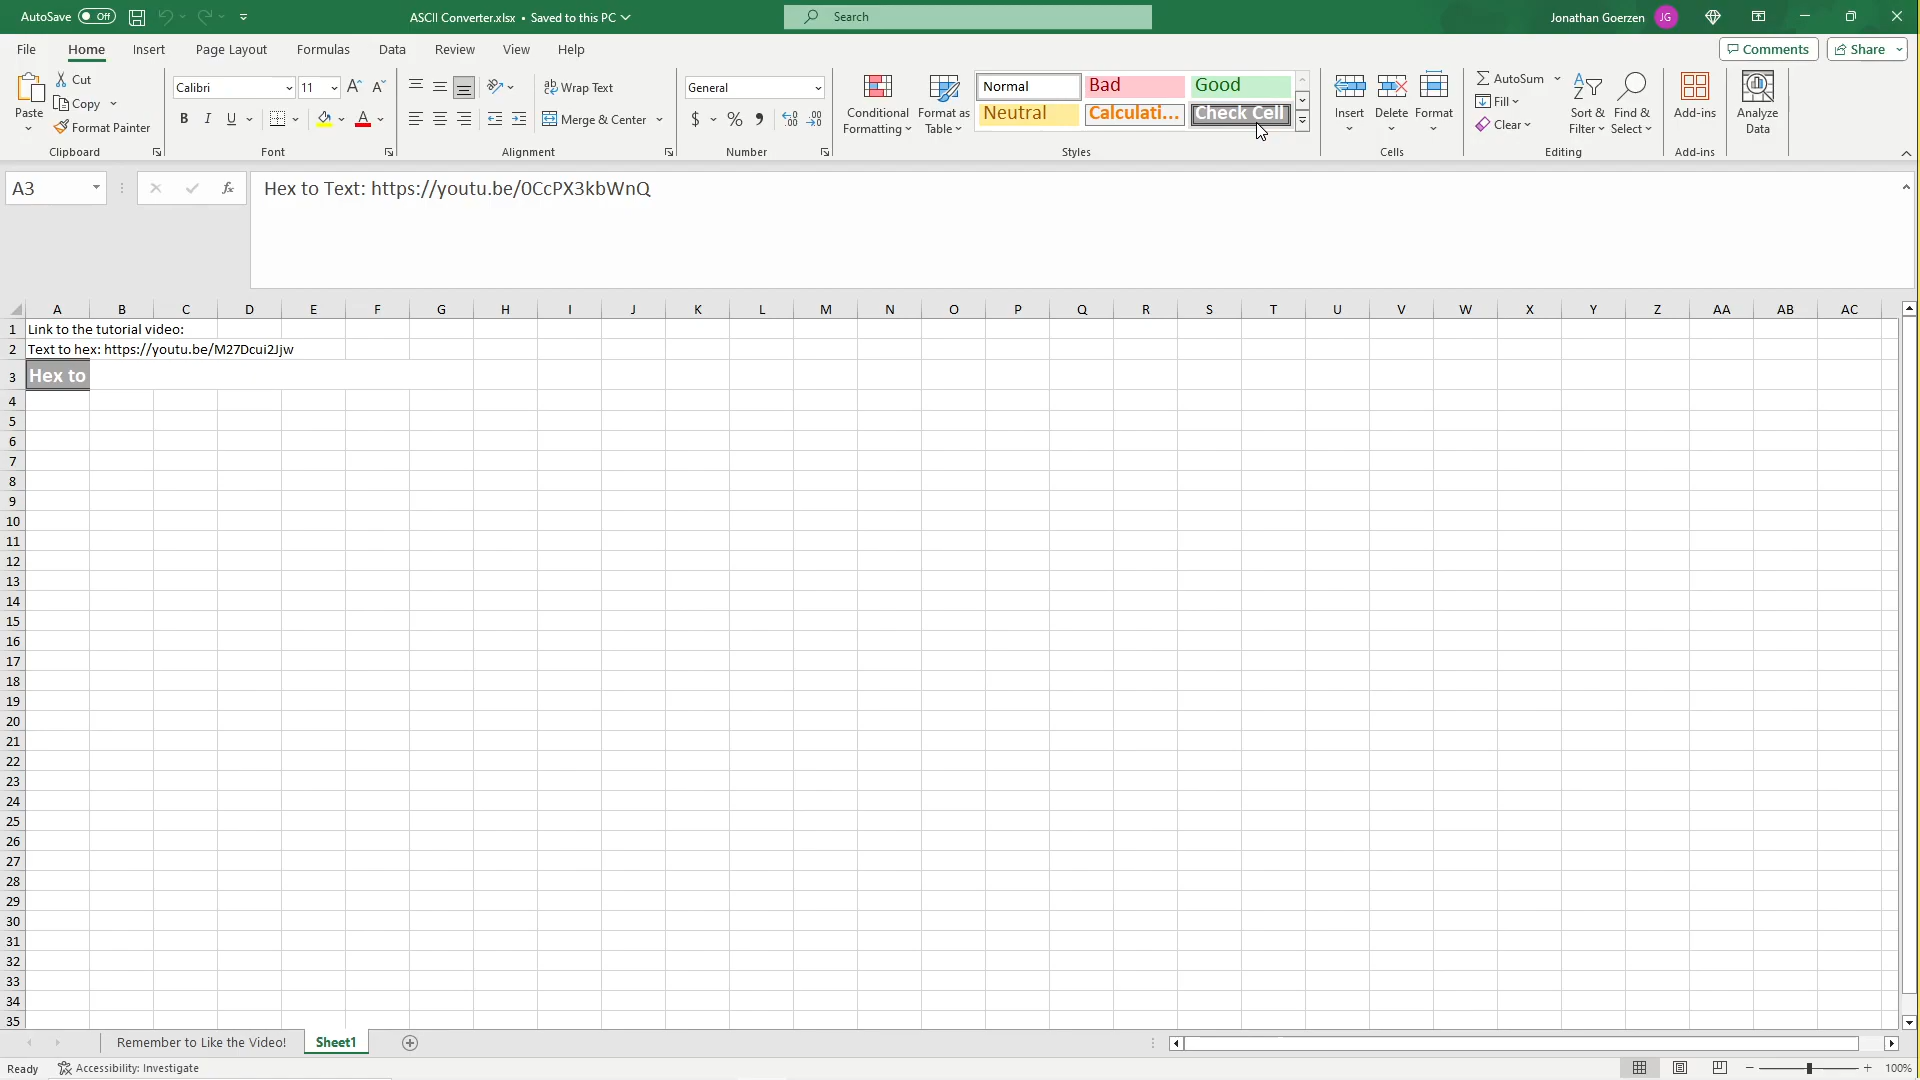 AutoSave Off ASCII Converter.xlsx • Saved to this PC Search Jonathan Goerzen JG
File Home Insert Page Layout Formulas Data Review View Help Comments Share
Paste Cut Copy Format Painter Clipboard
Calibri 11 B I U A A A Font
ab Wrap Text Merge & Center Alignment
General $ % , Number
Conditional Formatting Format as Table Normal Bad Good Neutral Calculati... Check Cell Styles
Insert Delete Format Cells
AutoSum Fill Clear Sort & Filter Find & Select Editing
Add-ins Add-ins
Analyze Data
A3 fx Hex to Text: https://youtu.be/0CcPX3kbWnQ
A B C D E F G H I J K L M N O P Q R S T U V W X Y Z AA AB AC
1 Link to the tutorial video:
2 Text to hex: https://youtu.be/M27Dcui2Jjw
3 Hex to
4
5
6
7
8
9
10
11
12
13
14
15
16
17
18
19
20
21
22
23
24
25
26
27
28
29
30
31
32
33
34
35
Remember to Like the Video! Sheet1
Ready Accessibility: Investigate 100%